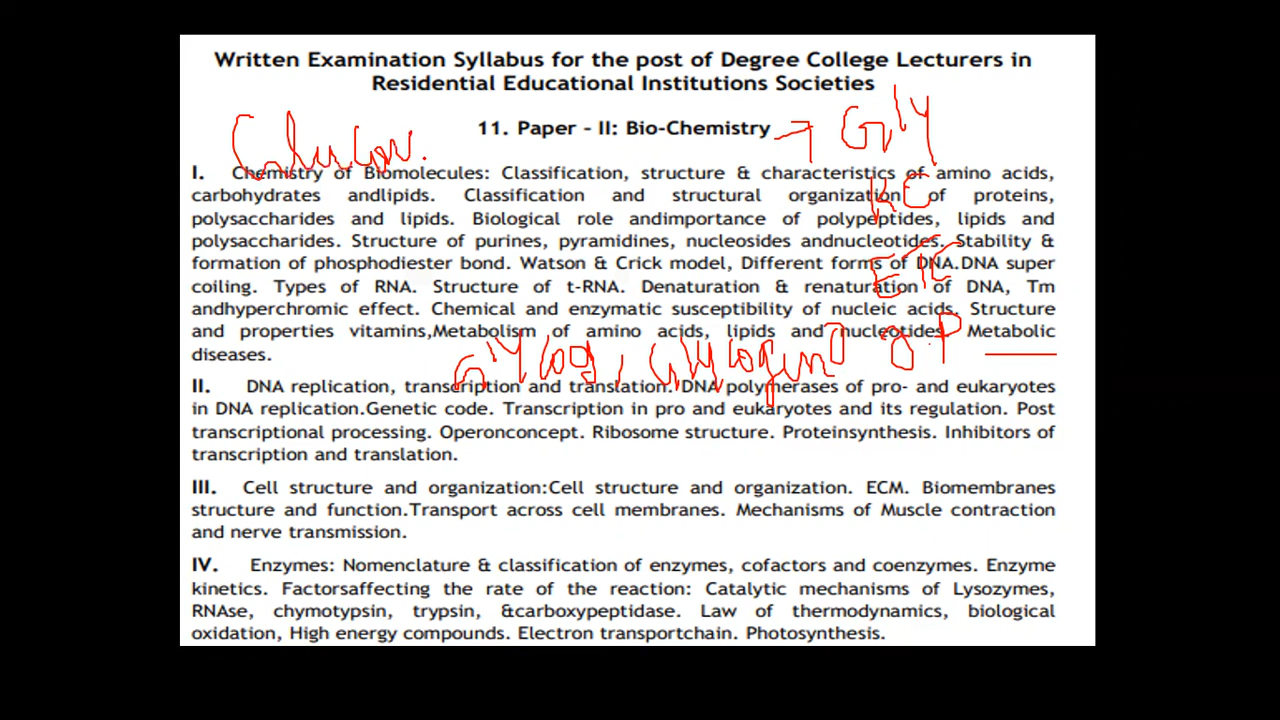 Written Examination Syllabus for the post of Degree College Lecturers in
Residential Educational Institutions Societies
11. Paper - II: Bio-Chemistry
Gly
I. Chemistry of Biomolecules: Classification, structure & characteristics of amino acids,
KC
carbohydrates andlipids. Classification and structural organization of proteins,
polysaccharides and lipids. Biological role andimportance of polypeptides, lipids and
polysaccharides. Structure of purines, pyramidines, nucleosides andnucleotides. Stability &
ETC
formation of phosphodiester bond. Watson & Crick model, Different forms of DNA.DNA super
coiling. Types of RNA. Structure of t-RNA. Denaturation & renaturation of DNA, Tm
andhyperchromic effect. Chemical and enzymatic susceptibility of nucleic acids. Structure
and properties vitamins,Metabolism of amino acids, lipids and nucleotides. Metabolic
diseases.
II. DNA replication, transcription and translation. DNA polymerases of pro- and eukaryotes
in DNA replication.Genetic code. Transcription in pro and eukaryotes and its regulation. Post
transcriptional processing. Operonconcept. Ribosome structure. Proteinsynthesis. Inhibitors of
transcription and translation.
III. Cell structure and organization:Cell structure and organization. ECM. Biomembranes
structure and function.Transport across cell membranes. Mechanisms of Muscle contraction
and nerve transmission.
IV. Enzymes: Nomenclature & classification of enzymes, cofactors and coenzymes. Enzyme
kinetics. Factorsaffecting the rate of the reaction: Catalytic mechanisms of Lysozymes,
RNAse, chymotypsin, trypsin, &carboxypeptidase. Law of thermodynamics, biological
oxidation, High energy compounds. Electron transportchain. Photosynthesis.